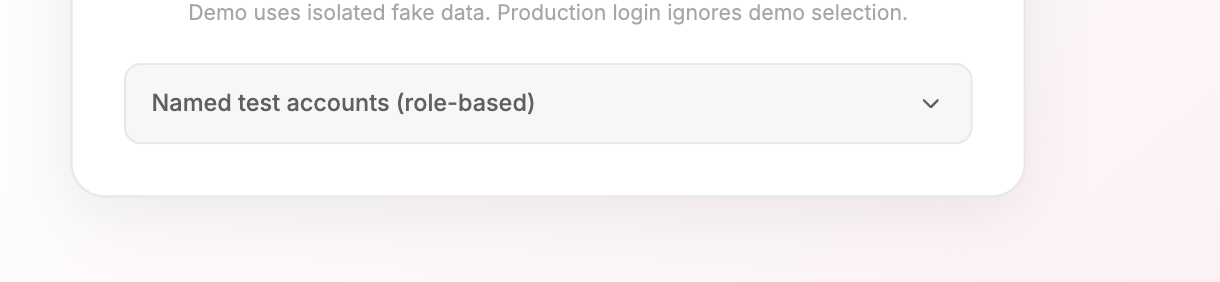 Demo uses isolated fake data. Production login ignores demo selection.
Named test accounts (role-based)